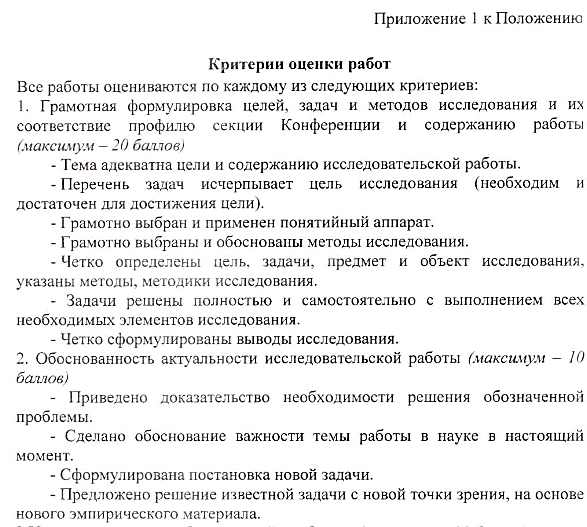 Приложение 1 к Положению
Критерии оценки работ
Все работы оцениваются по каждому из следующих критериев:
1. Грамотная формулировка целей, задач и методов исследования и их
соответствие профилю секции Конференции и содержанию работы
(максимум – 20 баллов)
- Тема адекватна цели и содержанию исследовательской работы.
- Перечень задач исчерпывает цель исследования (необходим и
достаточен для достижения цели).
- Грамотно выбран и применен понятийный аппарат.
- Грамотно выбраны и обоснованы методы исследования.
- Четко определены цель, задачи, предмет и объект исследования,
указаны методы, методики исследования.
- Задачи решены полностью и самостоятельно с выполнением всех
необходимых элементов исследования.
- Четко сформулированы выводы исследования.
2. Обоснованность актуальности исследовательской работы (максимум – 10
баллов)
- Приведено доказательство необходимости решения обозначенной
проблемы.
- Сделано обоснование важности темы работы в науке в настоящий
момент.
- Сформулирована постановка новой задачи.
- Предложено решение известной задачи с новой точки зрения, на основе
нового эмпирического материала.